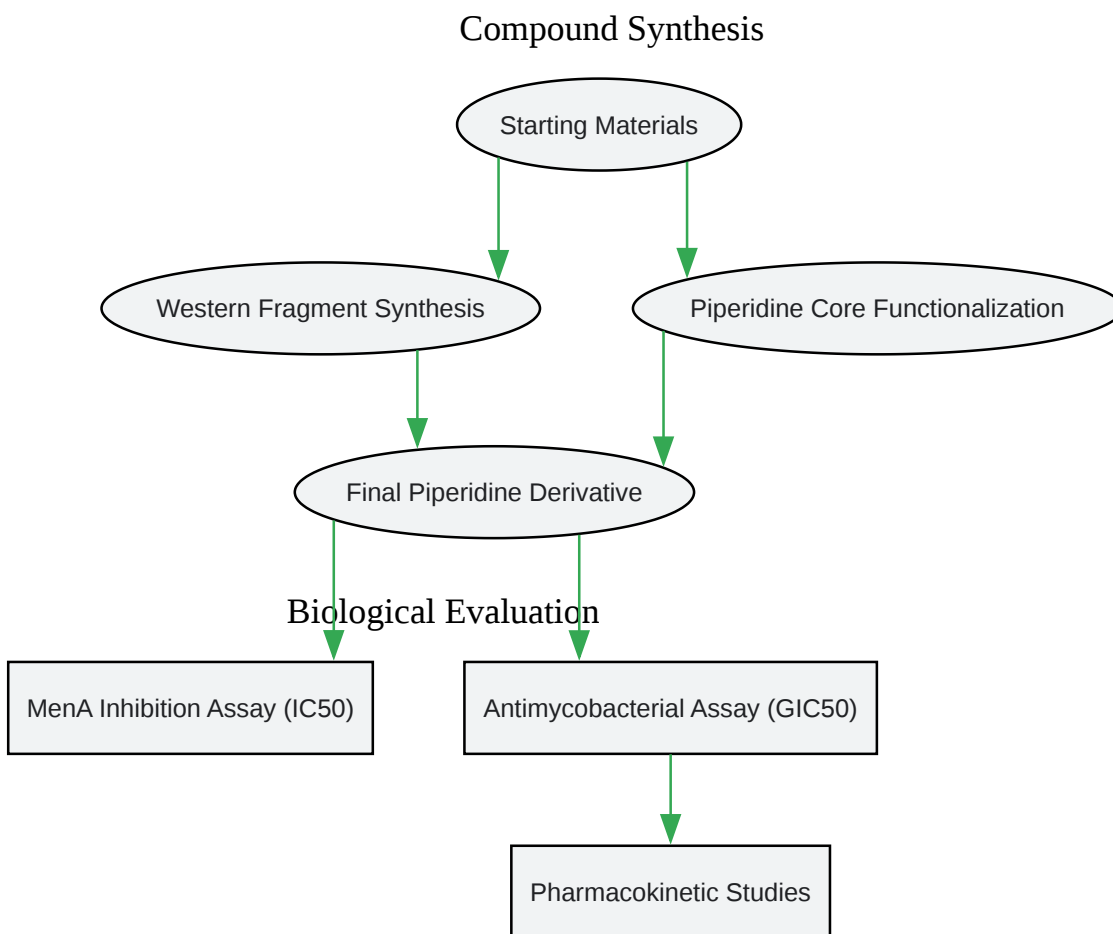 Compound Synthesis
Starting Materials
Western Fragment Synthesis
Piperidine Core Functionalization
Final Piperidine Derivative
Biological Evaluation
MenA Inhibition Assay (IC50)
Antimycobacterial Assay (GIC50)
Pharmacokinetic Studies